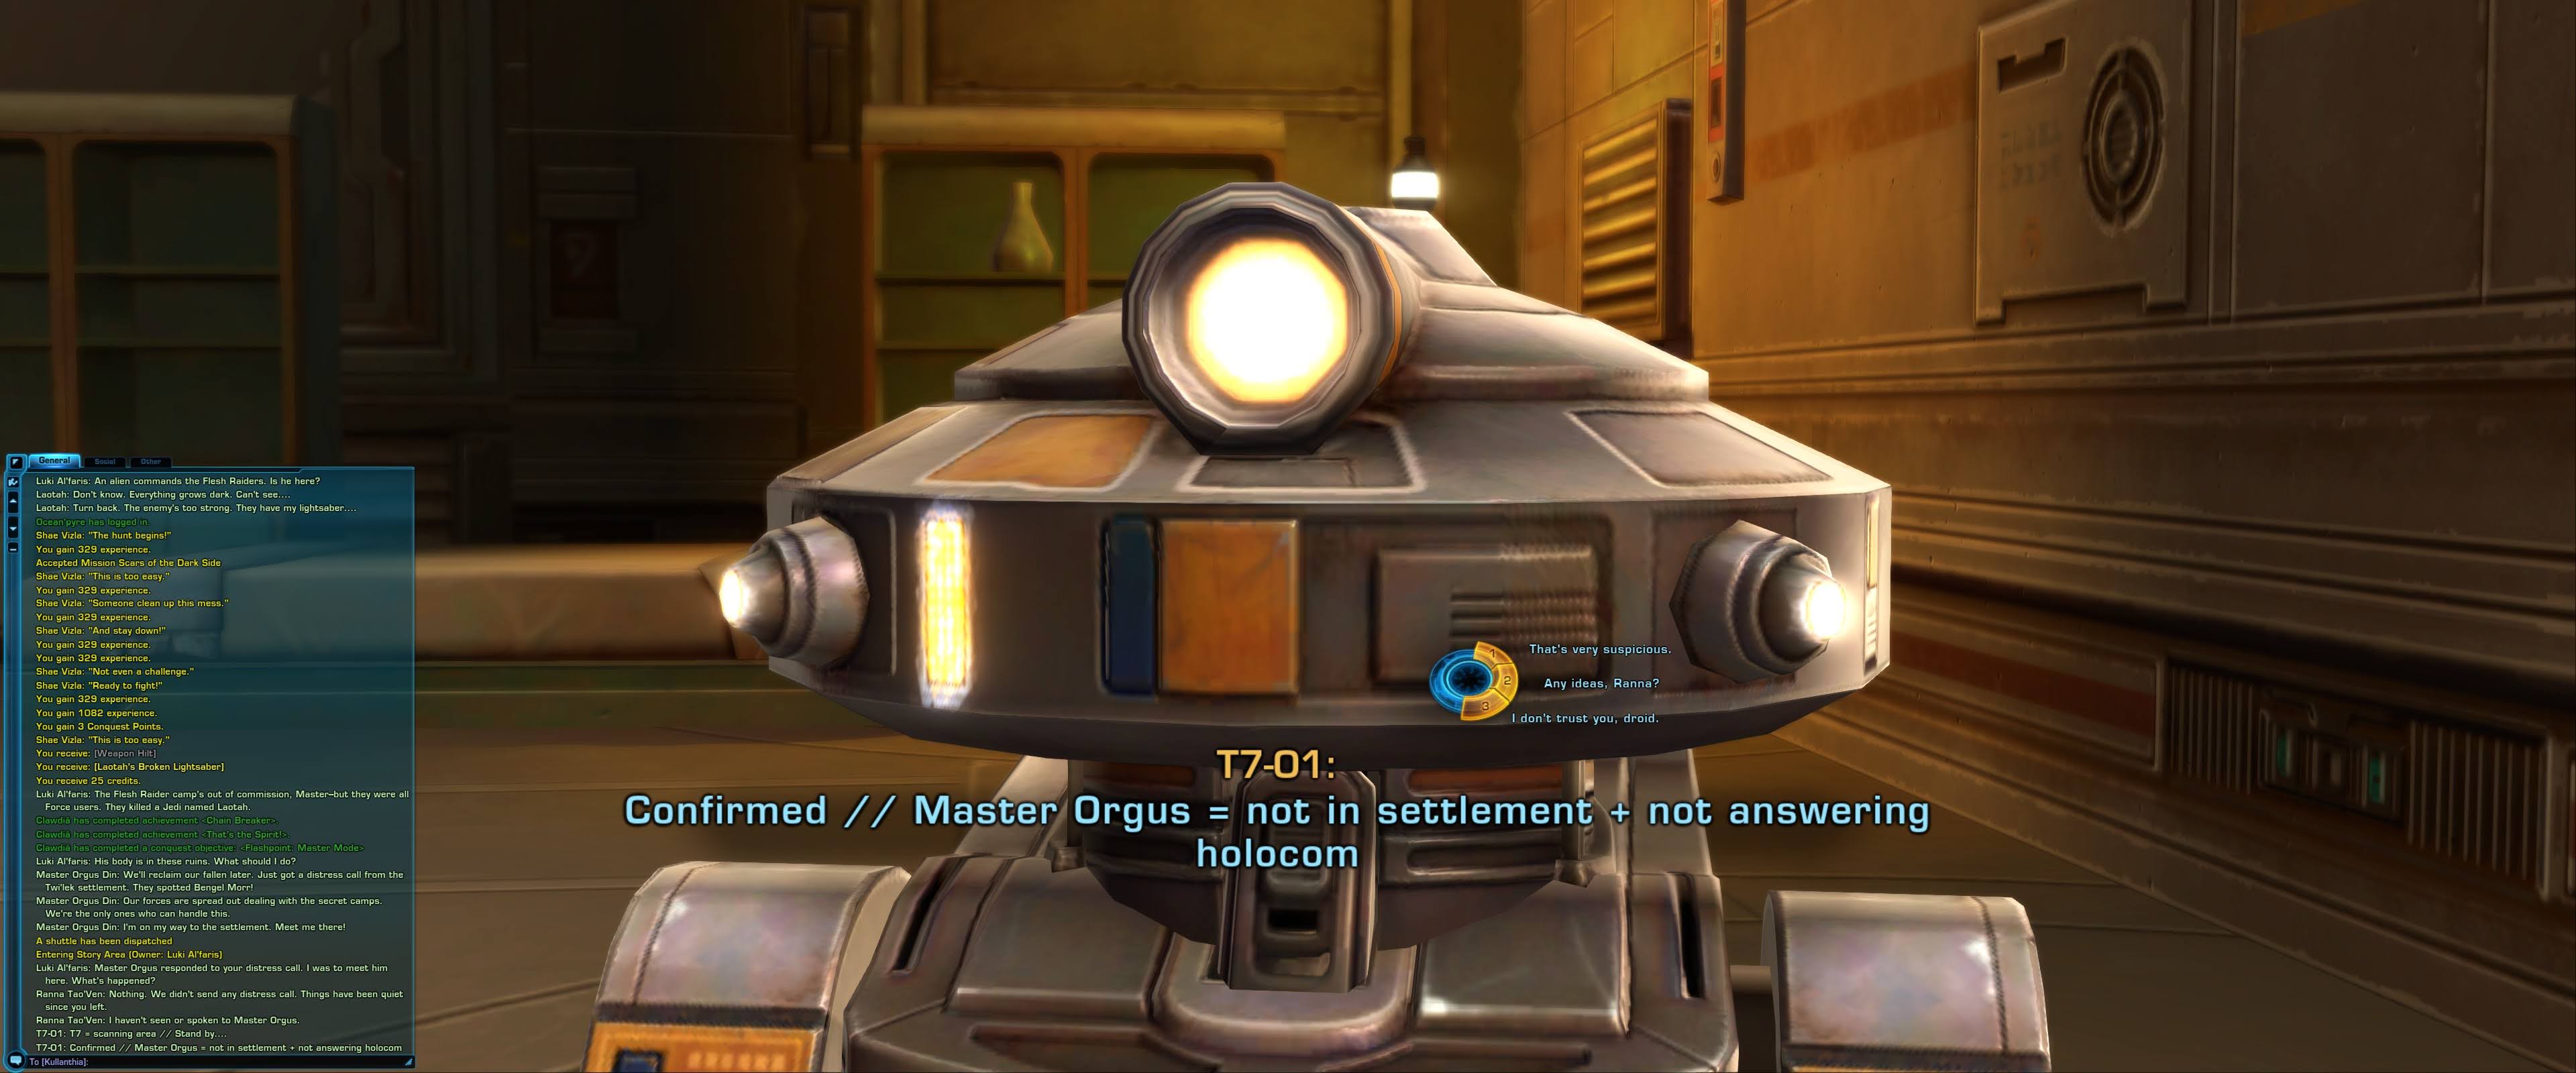 General Social Other
Luki Al'faris: An alien commands the Flesh Raiders. Is he here?
Laotah: Don't know. Everything grows dark. Can't see....
Laotah: Turn back. The enemy's too strong. They have my lightsaber....
Ocean'pyre has logged in.
Shae Vizla: "The hunt begins!"
You gain 329 experience.
Accepted Mission Scars of the Dark Side
Shae Vizla: "This is too easy."
You gain 329 experience.
Shae Vizla: "Someone clean up this mess."
You gain 329 experience.
Shae Vizla: "And stay down!"
You gain 329 experience.
You gain 329 experience.
Shae Vizla: "Not even a challenge."
Shae Vizla: "Ready to fight!"
You gain 329 experience.
You gain 1082 experience.
You gain 3 Conquest Points.
Shae Vizla: "This is too easy."
You receive: [Weapon Hilt]
You receive: [Laotah's Broken Lightsaber]
You receive 25 credits.
Luki Al'faris: The Flesh Raider camp's out of commission, Master–but they were all
Force users. They killed a Jedi named Laotah.
Clawdiä has completed achievement <Chain Breaker>.
Clawdiä has completed achievement <That's the Spirit!>.
Clawdiä has completed a conquest objective: <Flashpoint: Master Mode>
Luki Al'faris: His body is in these ruins. What should I do?
Master Orgus Din: We'll reclaim our fallen later. Just got a distress call from the
Twi'lek settlement. They spotted Bengel Morr!
Master Orgus Din: Our forces are spread out dealing with the secret camps.
We're the only ones who can handle this.
Master Orgus Din: I'm on my way to the settlement. Meet me there!
A shuttle has been dispatched
Entering Story Area (Owner: Luki Al'faris)
Luki Al'faris: Master Orgus responded to your distress call. I was to meet him
here. What's happened?
Ranna Tao'Ven: Nothing. We didn't send any distress call. Things have been quiet
since you left.
Ranna Tao'Ven: I haven't seen or spoken to Master Orgus.
T7-01: T7 = scanning area // Stand by....
T7-01: Confirmed // Master Orgus = not in settlement + not answering holocom
To [Kullanthia]:
1 That's very suspicious.
2 Any ideas, Ranna?
3 I don't trust you, droid.
T7-01:
Confirmed // Master Orgus = not in settlement + not answering
holocom